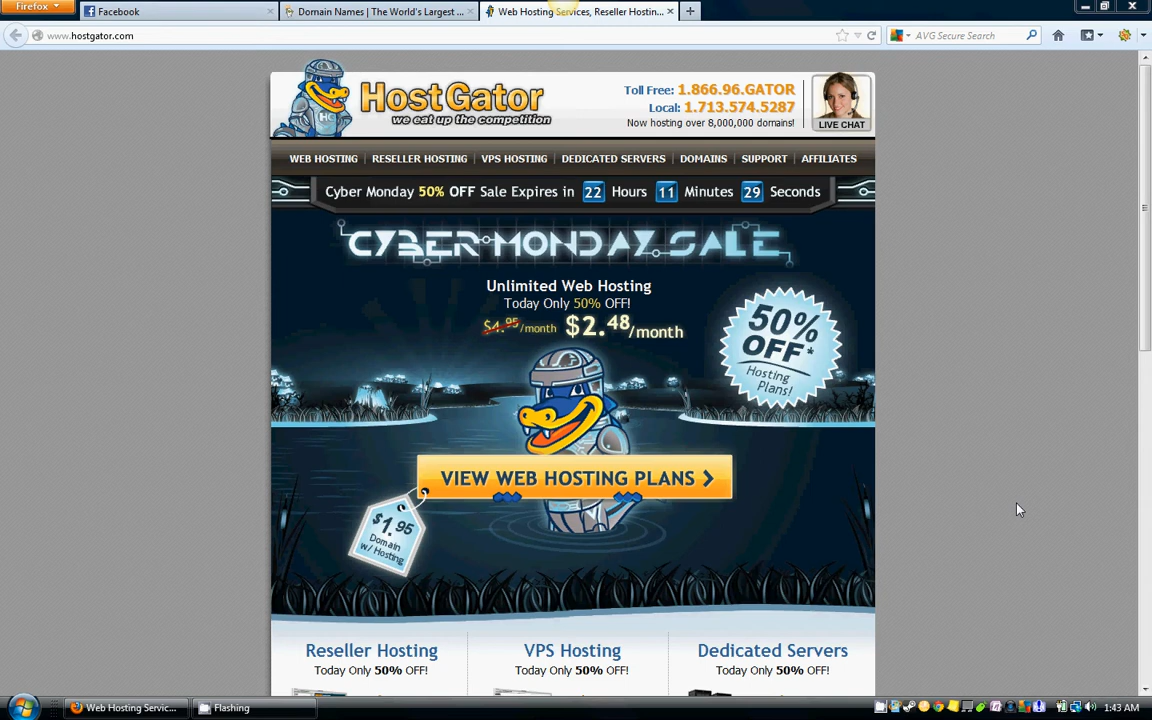 Firefox
Facebook
Domain Names | The World's Largest ...
Web Hosting Services, Reseller Hostin...
www.hostgator.com
AVG Secure Search
HostGator
we eat up the competition
HG
Toll Free: 1.866.96.GATOR
Local: 1.713.574.5287
Now hosting over 8,000,000 domains!
LIVE CHAT
WEB HOSTING | RESELLER HOSTING | VPS HOSTING | DEDICATED SERVERS | DOMAINS | SUPPORT | AFFILIATES
Cyber Monday 50% OFF Sale Expires in 22 Hours 11 Minutes 29 Seconds
CYBER-MONDAY SALE
Unlimited Web Hosting
Today Only 50% OFF!
$4.95/month $2.48/month
50%
OFF*
Hosting
Plans!
VIEW WEB HOSTING PLANS
$1.95
Domain
w/ Hosting
Reseller Hosting
Today Only 50% OFF!
VPS Hosting
Today Only 50% OFF!
Dedicated Servers
Today Only 50% OFF!
Web Hosting Servic...
Flashing
1:43 AM